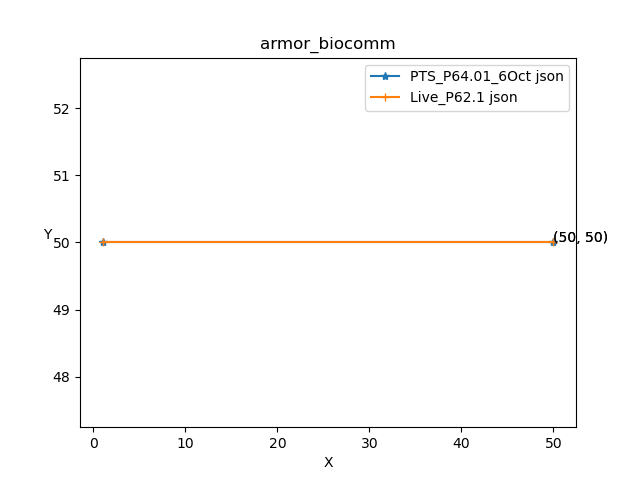 armor_biocomm
PTS_P64.01_6Oct json
Live_P62.1 json
52
51
50
49
48
Y
(50, 50)
0 10 20 30 40 50
X